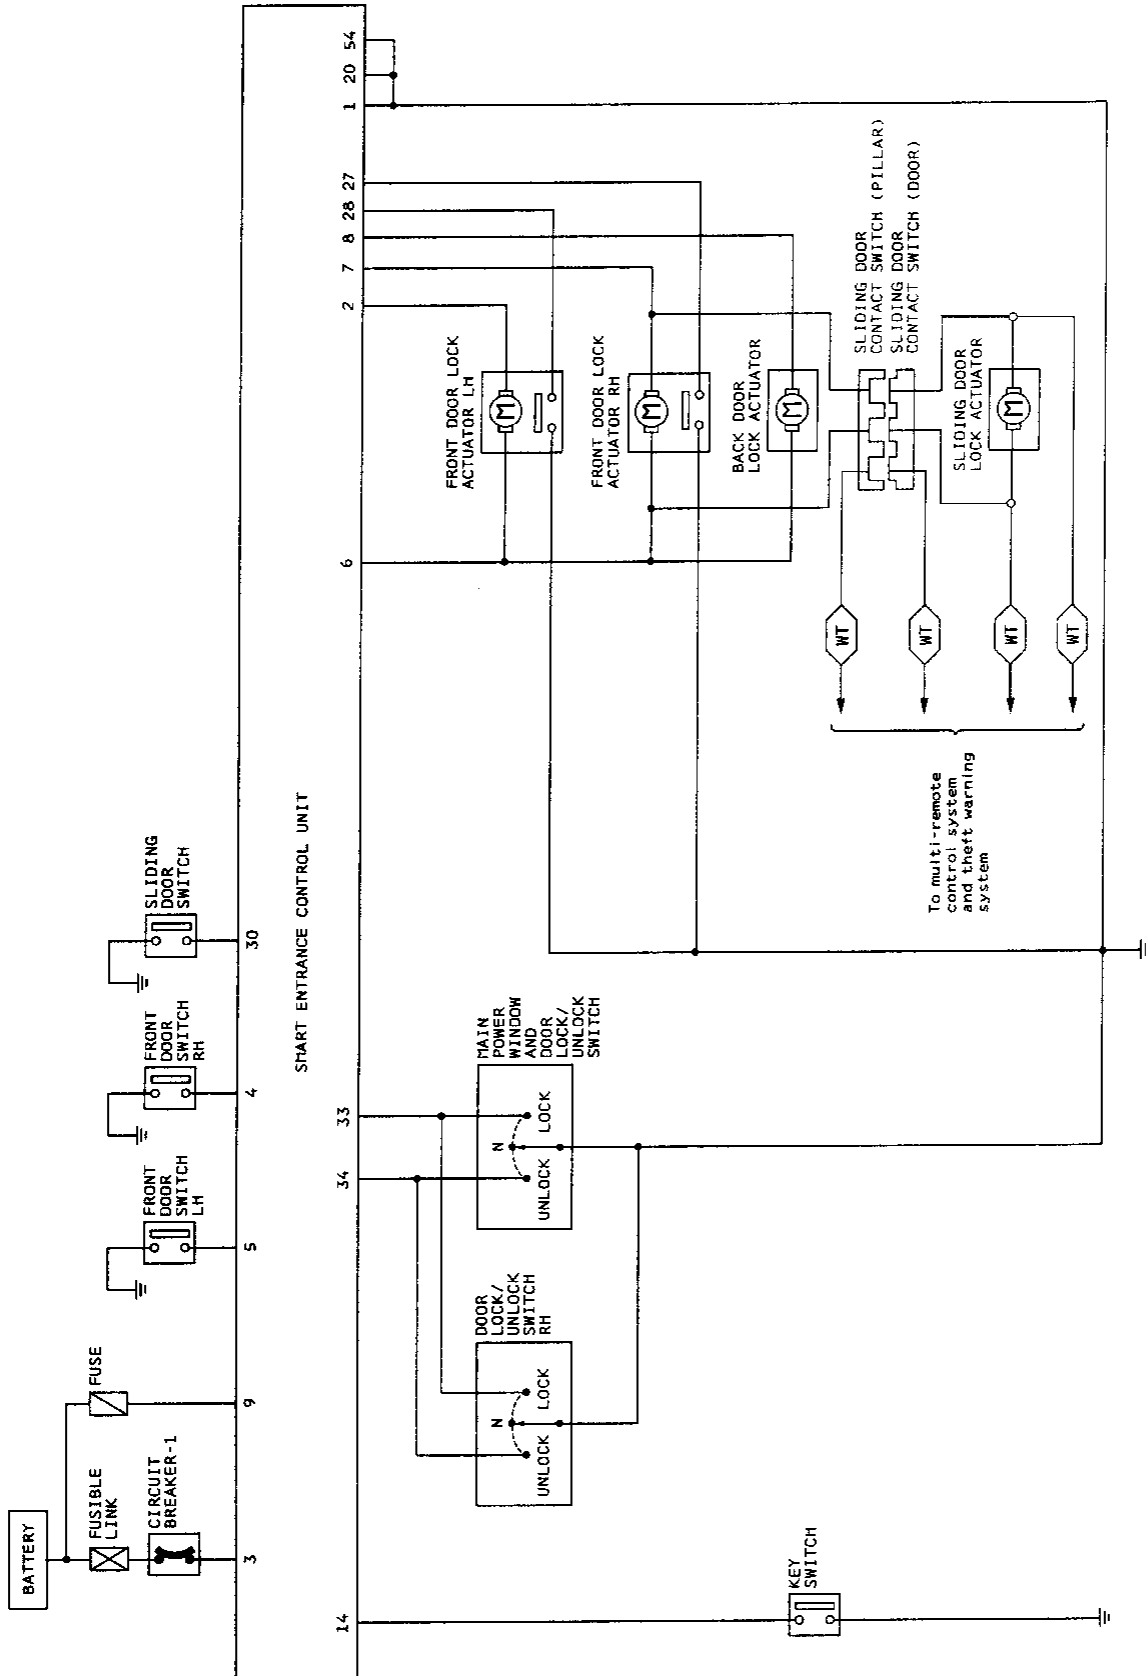 BATTERY
FUSIBLE
LINK
CIRCUIT
BREAKER-1
FUSE
FRONT
DOOR
SWITCH
LH
FRONT
DOOR
SWITCH
RH
SLIDING
DOOR
SWITCH
3
9
5
4
30
SMART ENTRANCE CONTROL UNIT
14
34
33
6
2
7
8
28
27
1
20
54
DOOR
LOCK/
UNLOCK
SWITCH
RH
UNLOCK
N
LOCK
MAIN
POWER
WINDOW
AND
DOOR
LOCK/
UNLOCK
SWITCH
UNLOCK
N
LOCK
FRONT DOOR LOCK
ACTUATOR LH
M
FRONT DOOR LOCK
ACTUATOR RH
M
BACK DOOR
LOCK ACTUATOR
M
SLIDING DOOR
CONTACT SWITCH (PILLAR)
SLIDING DOOR
CONTACT SWITCH (DOOR)
SLIDING DOOR
LOCK ACTUATOR
M
WT
WT
WT
WT
To multi-remote
control system
and theft warning
system
KEY
SWITCH